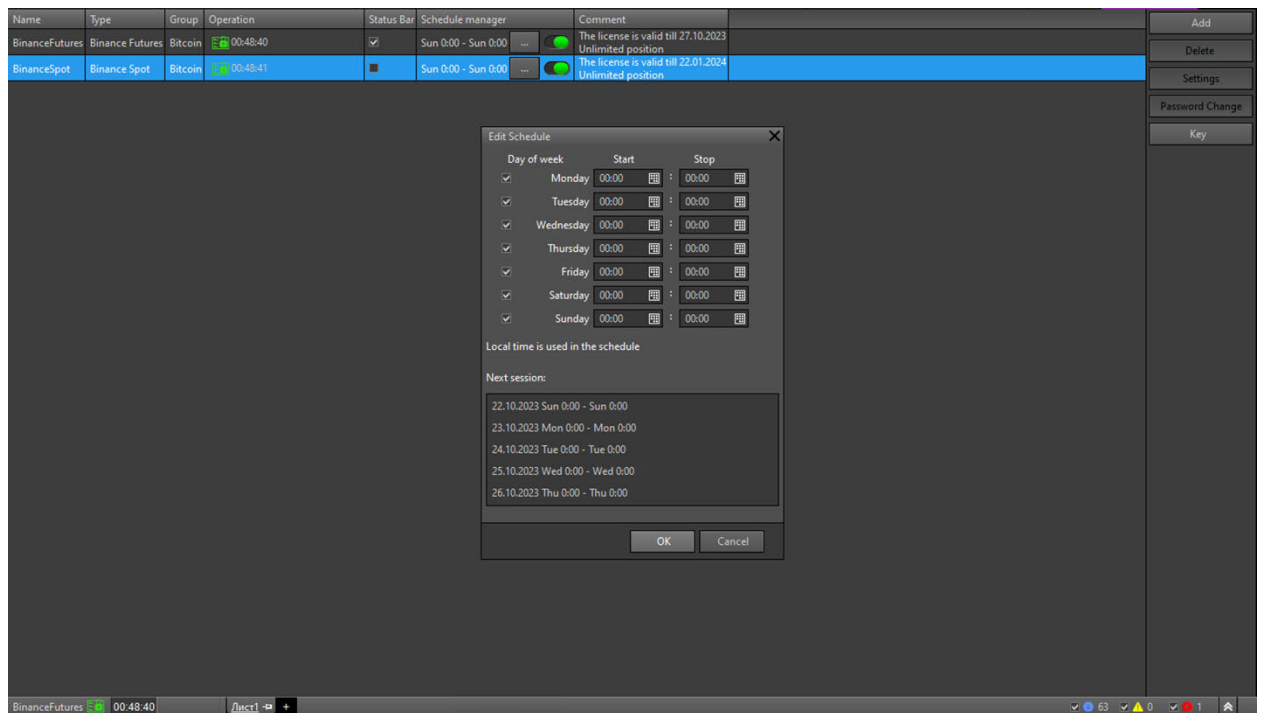 Name Type Group Operation Status Bar Schedule manager Comment
BinanceFutures Binance Futures Bitcoin 00:48:40 Sun 0:00 - Sun 0:00 ... The license is valid till 27.10.2023
Unlimited position
BinanceSpot Binance Spot Bitcoin 00:48:41 Sun 0:00 - Sun 0:00 ... The license is valid till 22.01.2024
Unlimited position
Add
Delete
Settings
Password Change
Key
Edit Schedule
Day of week Start Stop
Monday 00:00 : 00:00
Tuesday 00:00 : 00:00
Wednesday 00:00 : 00:00
Thursday 00:00 : 00:00
Friday 00:00 : 00:00
Saturday 00:00 : 00:00
Sunday 00:00 : 00:00
Local time is used in the schedule
Next session:
22.10.2023 Sun 0:00 - Sun 0:00
23.10.2023 Mon 0:00 - Mon 0:00
24.10.2023 Tue 0:00 - Tue 0:00
25.10.2023 Wed 0:00 - Wed 0:00
26.10.2023 Thu 0:00 - Thu 0:00
OK Cancel
BinanceFutures 00:48:40 Лист1 + 63 0 1